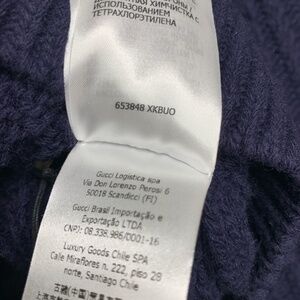 ИСПОЛЬЗОВАНИЕМ
ТЕТРАХЛОРЭТИЛЕНА
653848 XKBUO
Gucci Logistica spa
Via Don Lorenzo Perosi 6
50018 Scandicci (FI)
Gucci Brasil Importação e
Exportação LTDA
CNPJ: 08.338.986/0001-16
Luxury Goods Chile SPA
Cale Miraflores n. 222, piso 28
norte, Santiago Chile